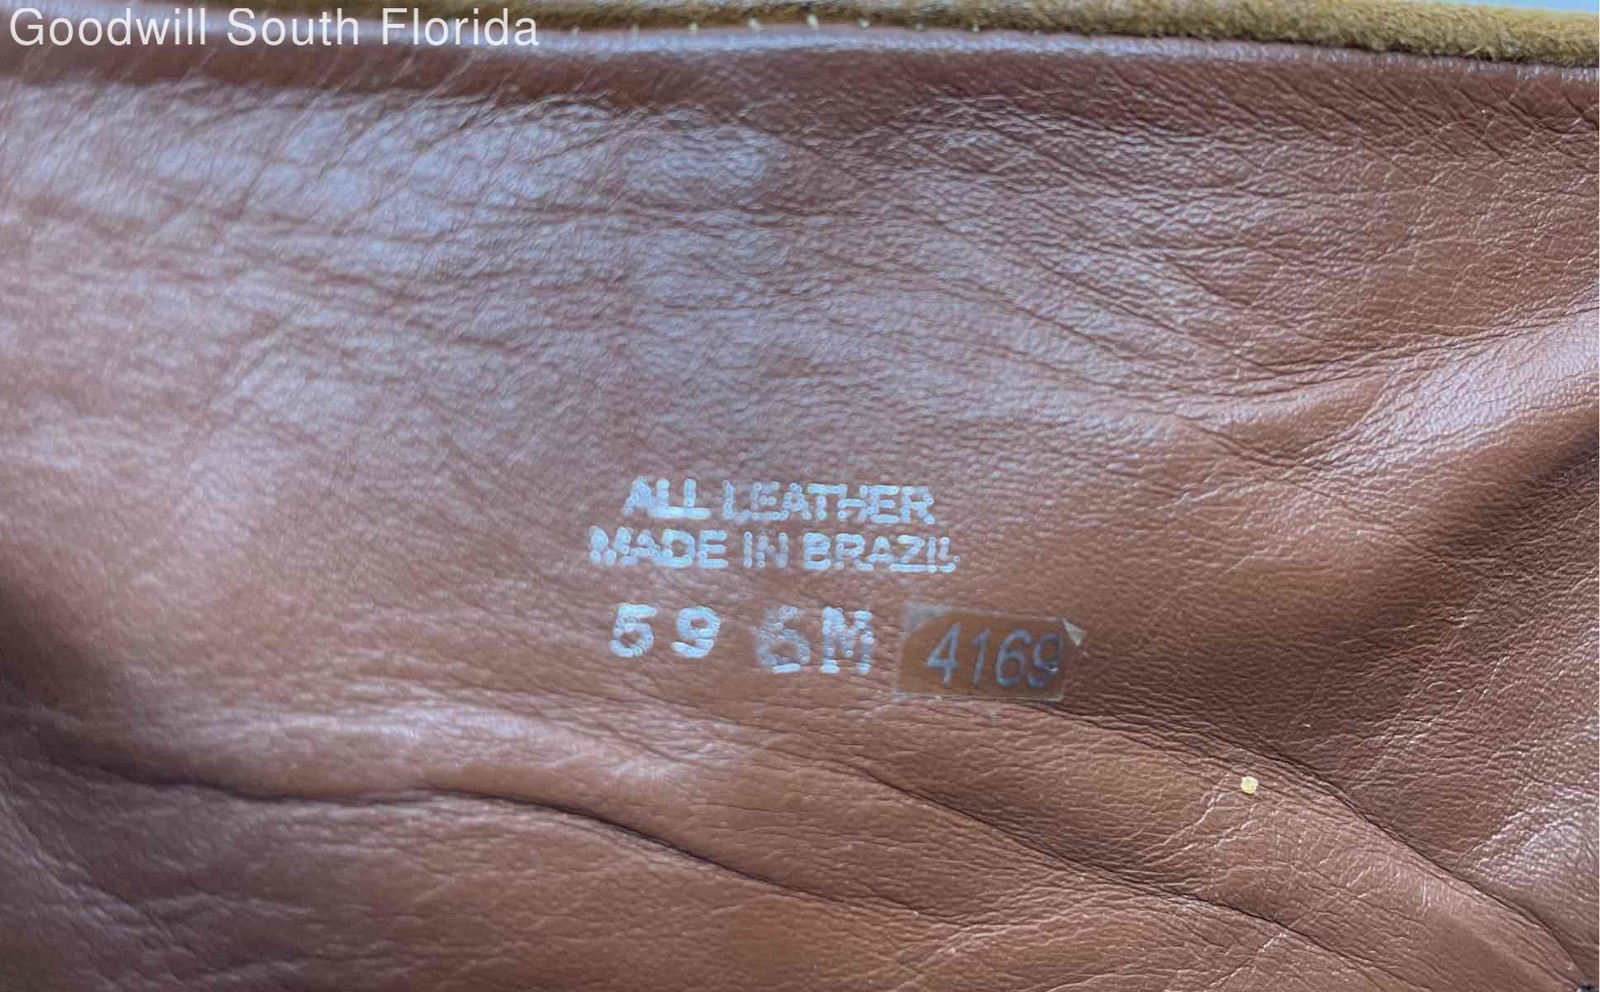 Goodwill South Florida
ALL LEATHER
MADE IN BRAZIL
59 6M 4169